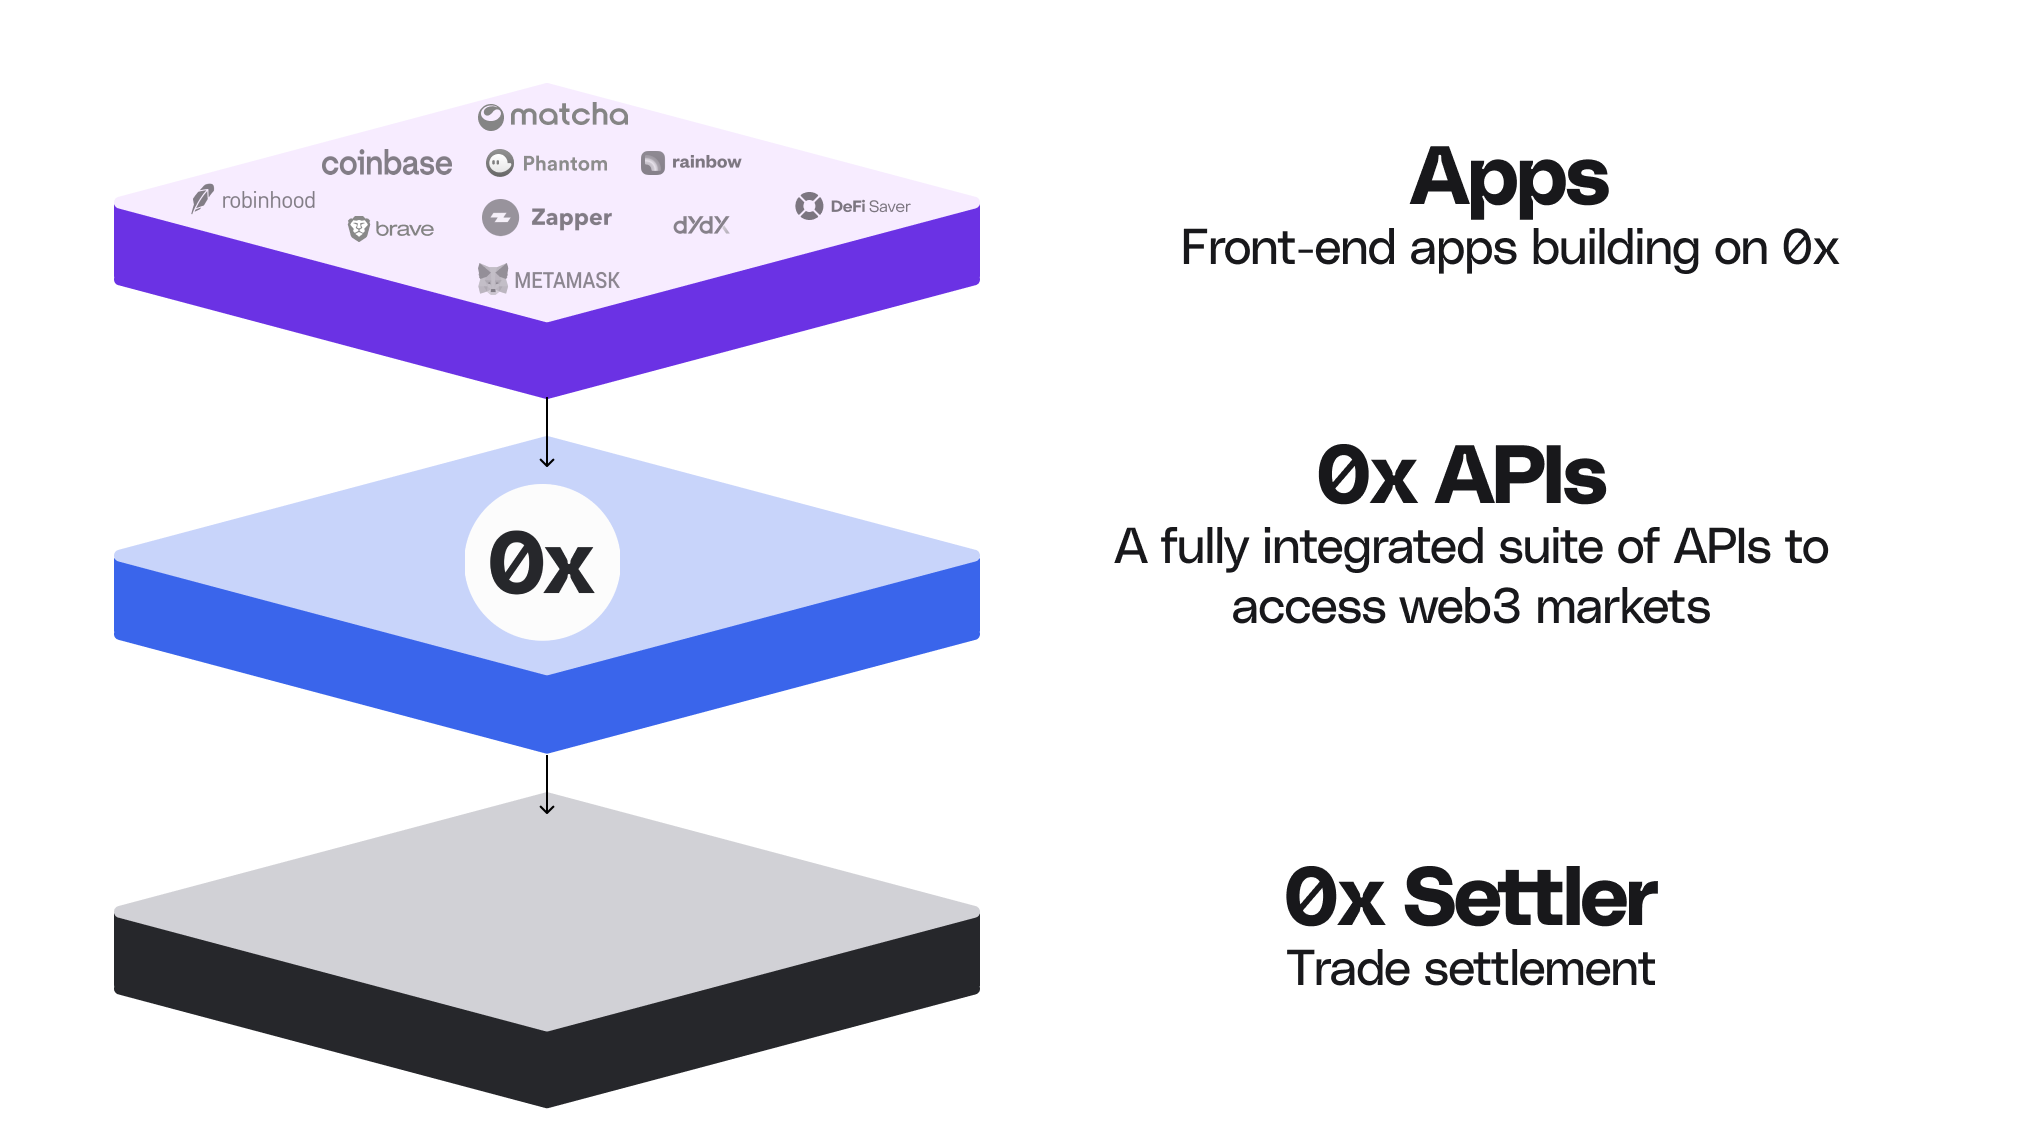 matcha
coinbase
Phantom
rainbow
robinhood
DeFi Saver
brave
Zapper
dYdX
METAMASK
Apps
Front-end apps building on 0x
0x
0x APIs
A fully integrated suite of APIs to
access web3 markets
0x Settler
Trade settlement